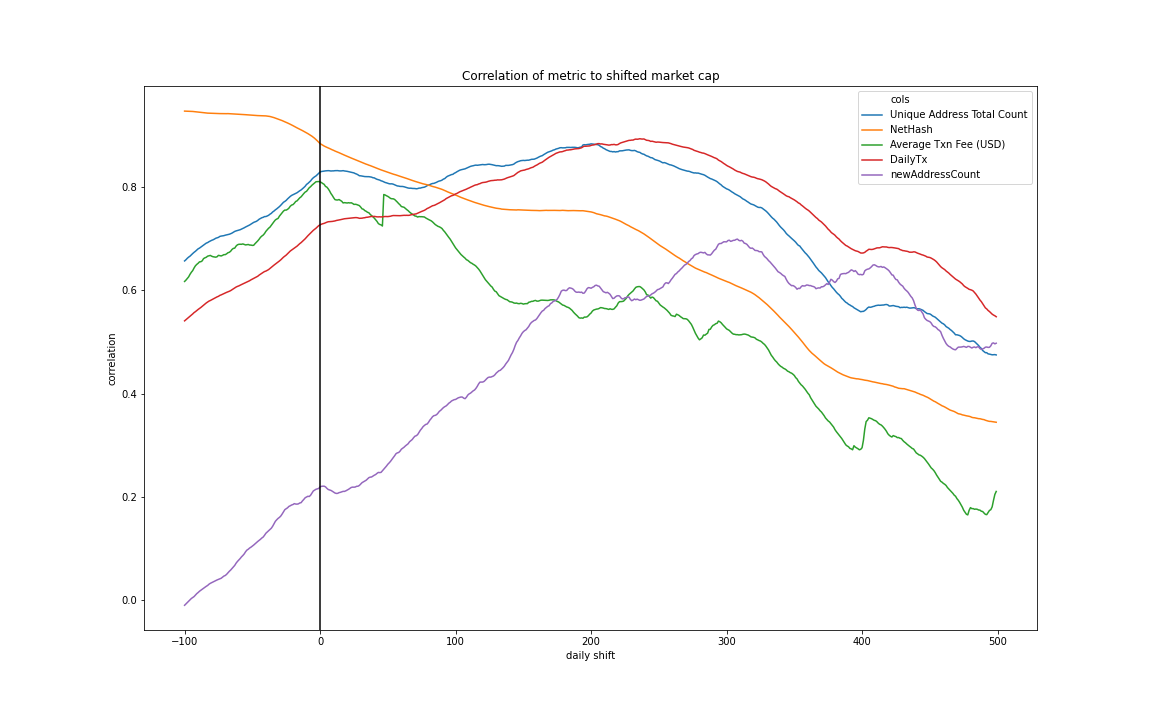 Correlation of metric to shifted market cap
cols
Unique Address Total Count
NetHash
Average Txn Fee (USD)
DailyTx
newAddressCount
correlation
0.8
0.6
0.4
0.2
0.0
−100 0 100 200 300 400 500
daily shift